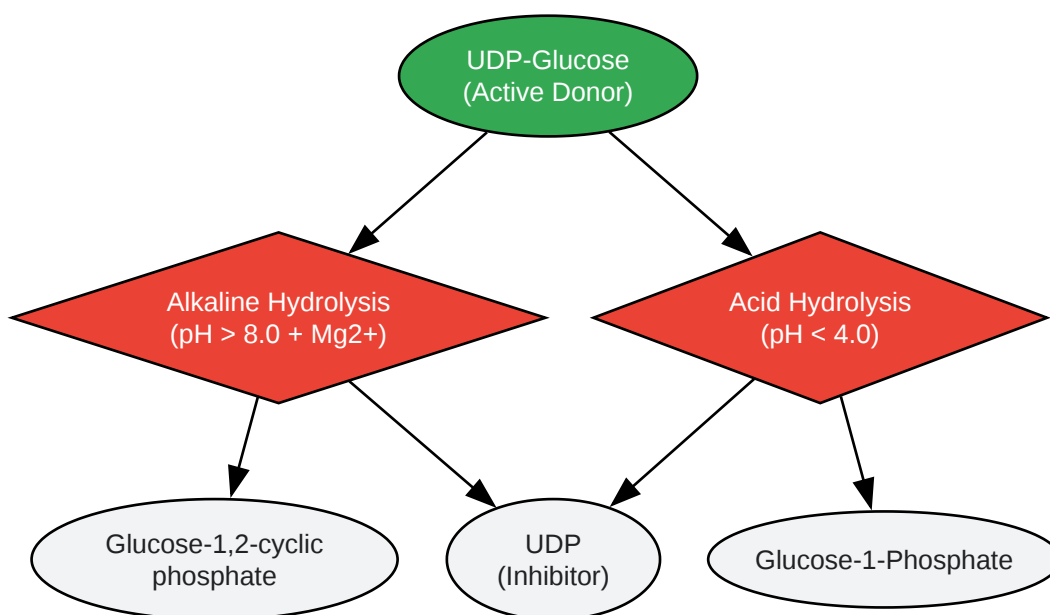 UDP-Glucose
(Active Donor)
Alkaline Hydrolysis
(pH > 8.0 + Mg2+)
Acid Hydrolysis
(pH < 4.0)
Glucose-1,2-cyclic
phosphate
UDP
(Inhibitor)
Glucose-1-Phosphate